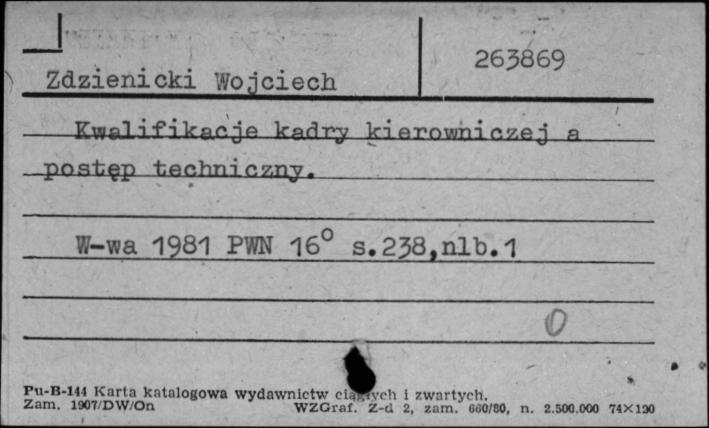 263869
Zdzienicki Wojciech
Kwalifikacje kadry kierowniczej a
postęp techniczny.
W-wa 1981 PWN 16° s.238,nlb.1
0
Pu-B-144 Karta katalogowa wydawnictw ciągłych i zwartych.
Zam. 1907/DW/On WZGraf. Z-d 2, zam. 660/80, n. 2.500.000 74×120